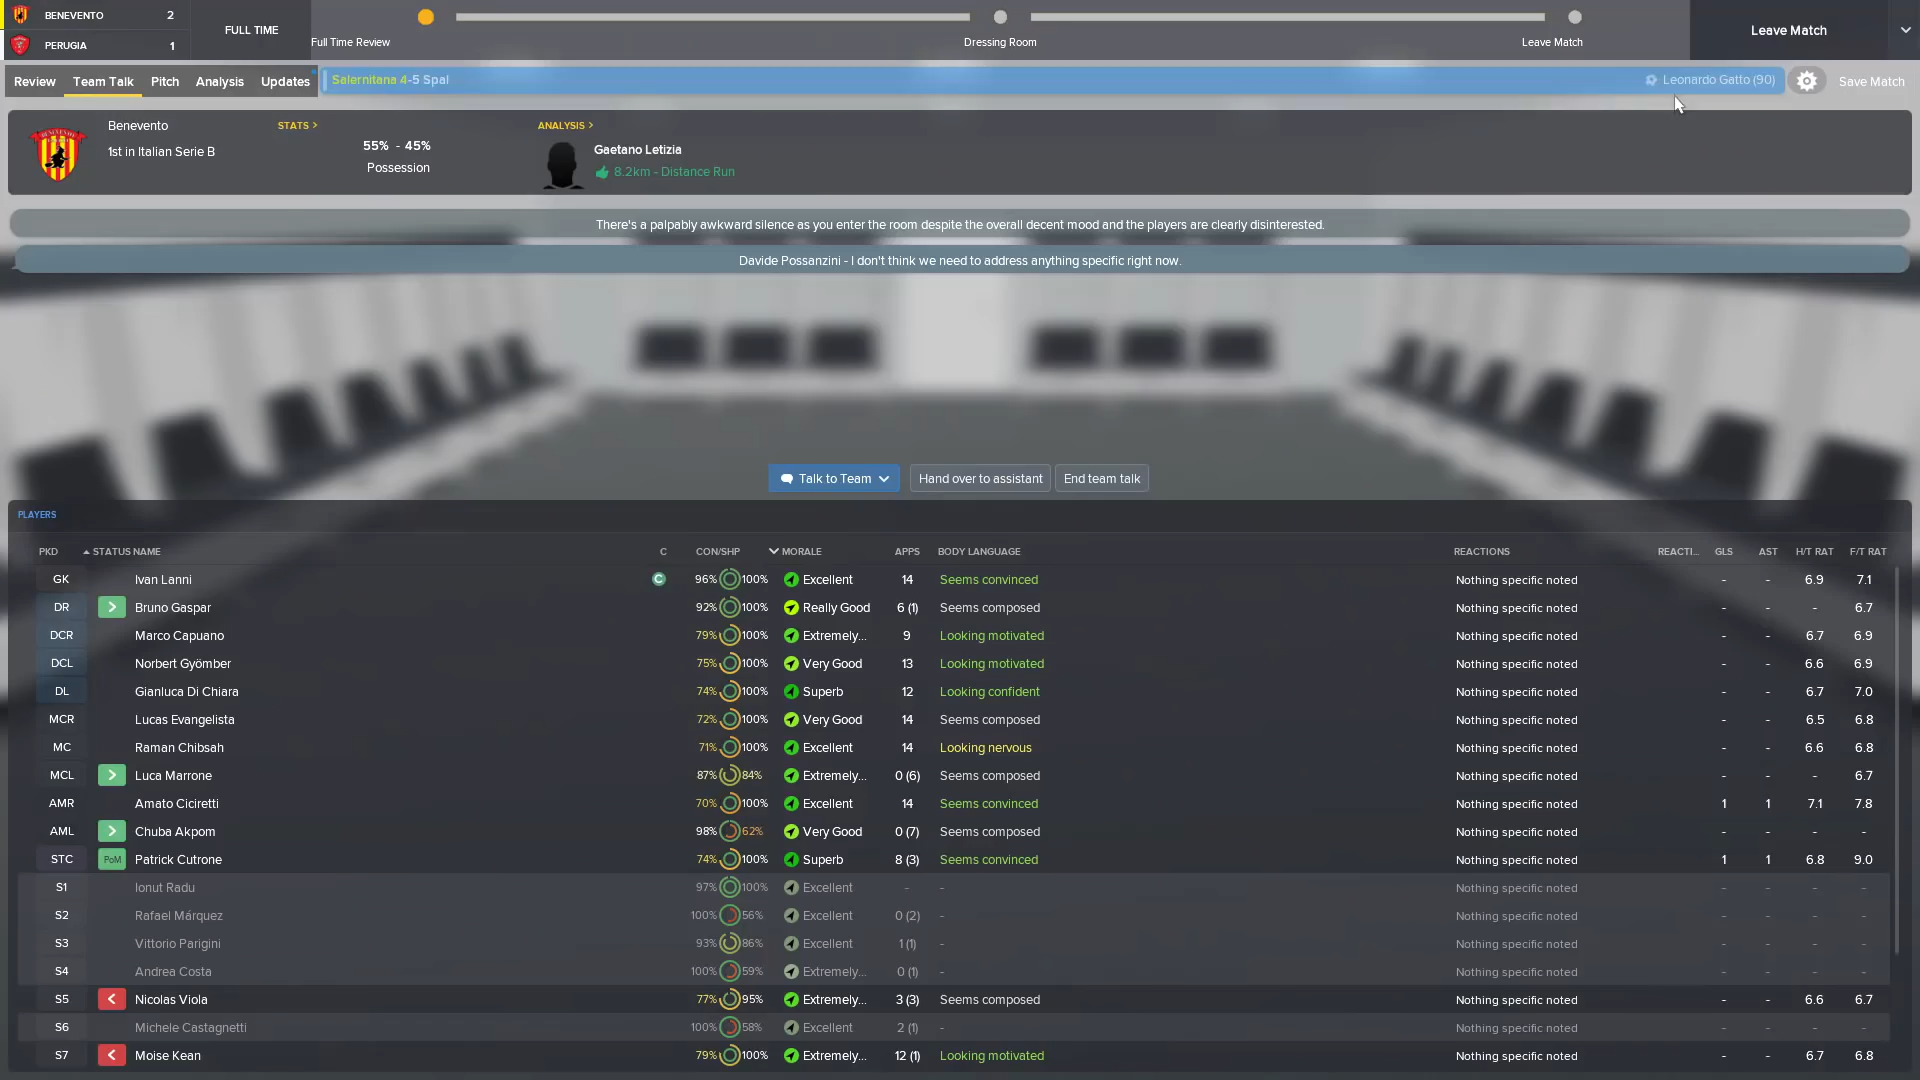 BENEVENTO 2
PERUGIA 1
FULL TIME
Full Time Review
Dressing Room
Leave Match
Leave Match
Review Team Talk Pitch Analysis Updates
Salernitana 4-5 Spal
Leonardo Gatto (90)
Save Match
Benevento
1st in Italian Serie B
STATS >
55% - 45%
Possession
ANALYSIS >
Gaetano Letizia
8.2km - Distance Run
There's a palpably awkward silence as you enter the room despite the overall decent mood and the players are clearly disinterested.
Davide Possanzini - I don't think we need to address anything specific right now.
Talk to Team Hand over to assistant End team talk
PLAYERS
PKD STATUS NAME C CON/SHP MORALE APPS BODY LANGUAGE REACTIONS REACTI... GLS AST H/T RAT F/T RAT
GK Ivan Lanni C 96% 100% Excellent 14 Seems convinced Nothing specific noted - - 6.9 7.1
DR Bruno Gaspar 92% 100% Really Good 6 (1) Seems composed Nothing specific noted - - - 6.7
DCR Marco Capuano 79% 100% Extremely... 9 Looking motivated Nothing specific noted - - 6.7 6.9
DCL Norbert Gyömber 75% 100% Very Good 13 Looking motivated Nothing specific noted - - 6.6 6.9
DL Gianluca Di Chiara 74% 100% Superb 12 Looking confident Nothing specific noted - - 6.7 7.0
MCR Lucas Evangelista 72% 100% Very Good 14 Seems composed Nothing specific noted - - 6.5 6.8
MC Raman Chibsah 71% 100% Excellent 14 Looking nervous Nothing specific noted - - 6.6 6.8
MCL Luca Marrone 87% 84% Extremely... 0 (6) Seems composed Nothing specific noted - - - 6.7
AMR Amato Ciciretti 70% 100% Excellent 14 Seems convinced Nothing specific noted 1 1 7.1 7.8
AML Chuba Akpom 98% 62% Very Good 0 (7) Seems composed Nothing specific noted - - - -
STC PoM Patrick Cutrone 74% 100% Superb 8 (3) Seems convinced Nothing specific noted 1 1 6.8 9.0
S1 Ionut Radu 97% 100% Excellent - - Nothing specific noted - - - -
S2 Rafael Márquez 100% 56% Excellent 0 (2) - Nothing specific noted - - - -
S3 Vittorio Parigini 93% 86% Excellent 1 (1) - Nothing specific noted - - - -
S4 Andrea Costa 100% 59% Extremely... 0 (1) - Nothing specific noted - - - -
S5 Nicolas Viola 77% 95% Extremely... 3 (3) Seems composed Nothing specific noted - - 6.6 6.7
S6 Michele Castagnetti 100% 58% Excellent 2 (1) - Nothing specific noted - - - -
S7 Moise Kean 79% 100% Extremely... 12 (1) Looking motivated Nothing specific noted - - 6.7 6.8